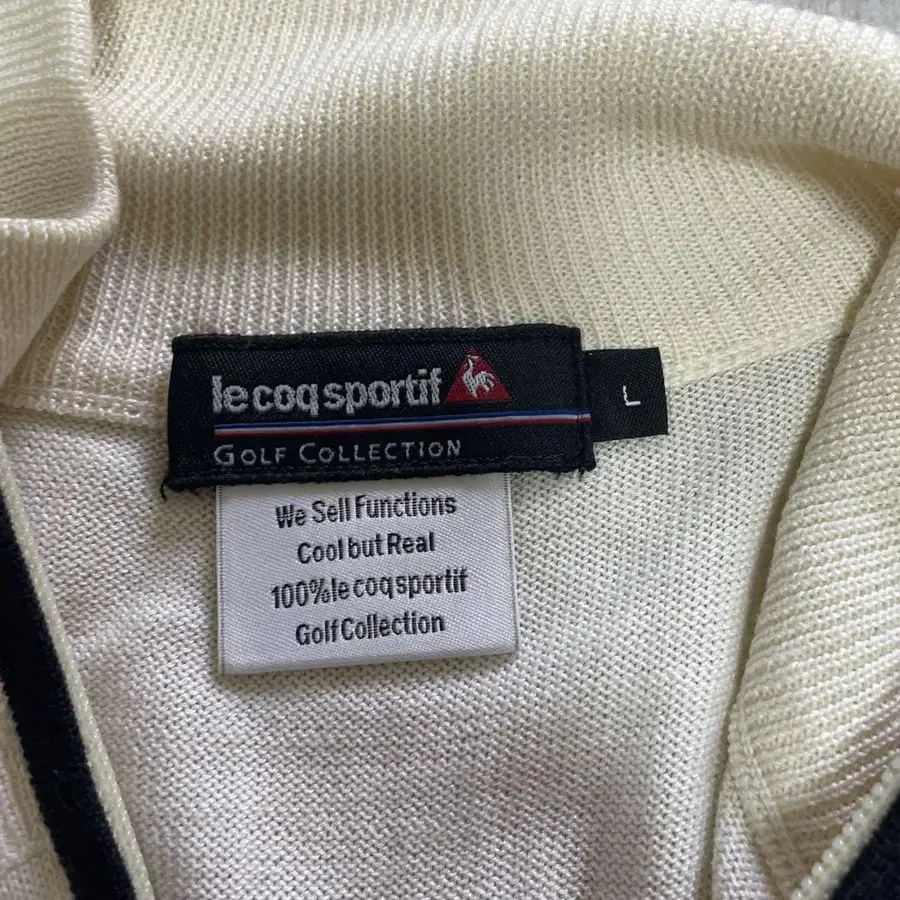 le coq sportif
GOLF COLLECTION
L
We Sell Functions
Cool but Real
100% le coq sportif
Golf Collection